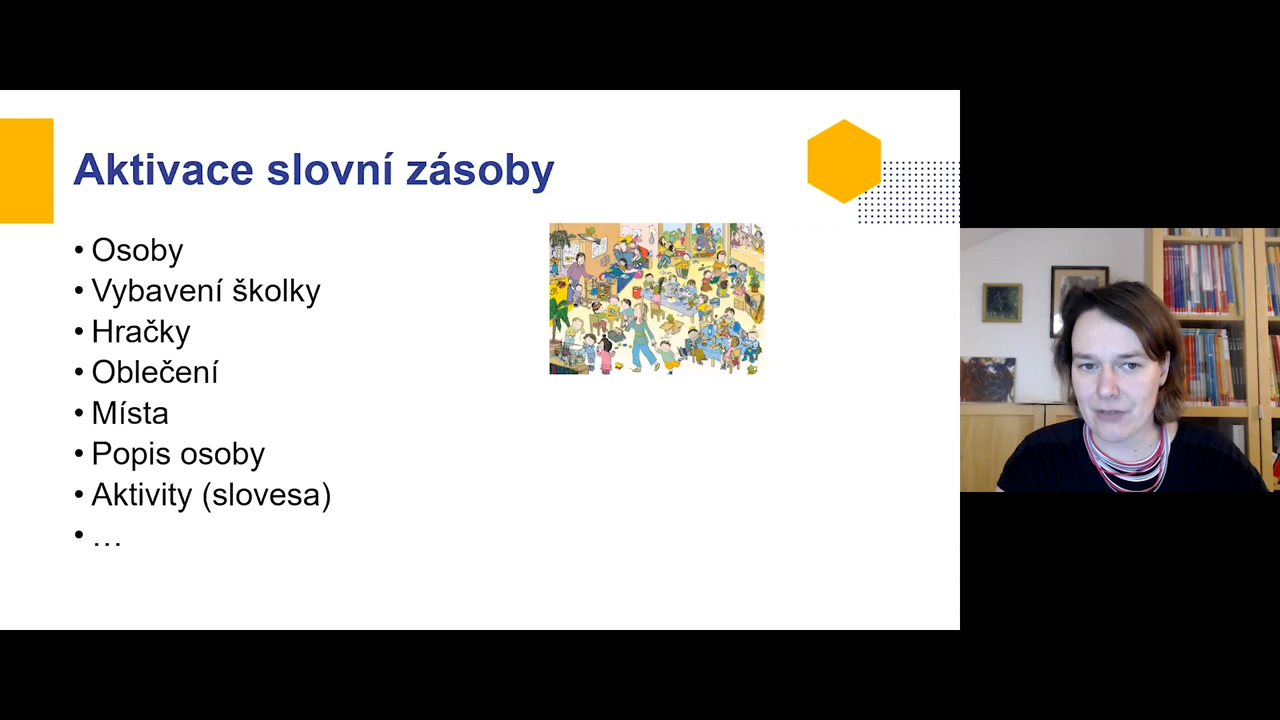 Aktivace slovní zásoby
• Osoby
• Vybavení školky
• Hračky
• Oblečení
• Místa
• Popis osoby
• Aktivity (slovesa)
• …